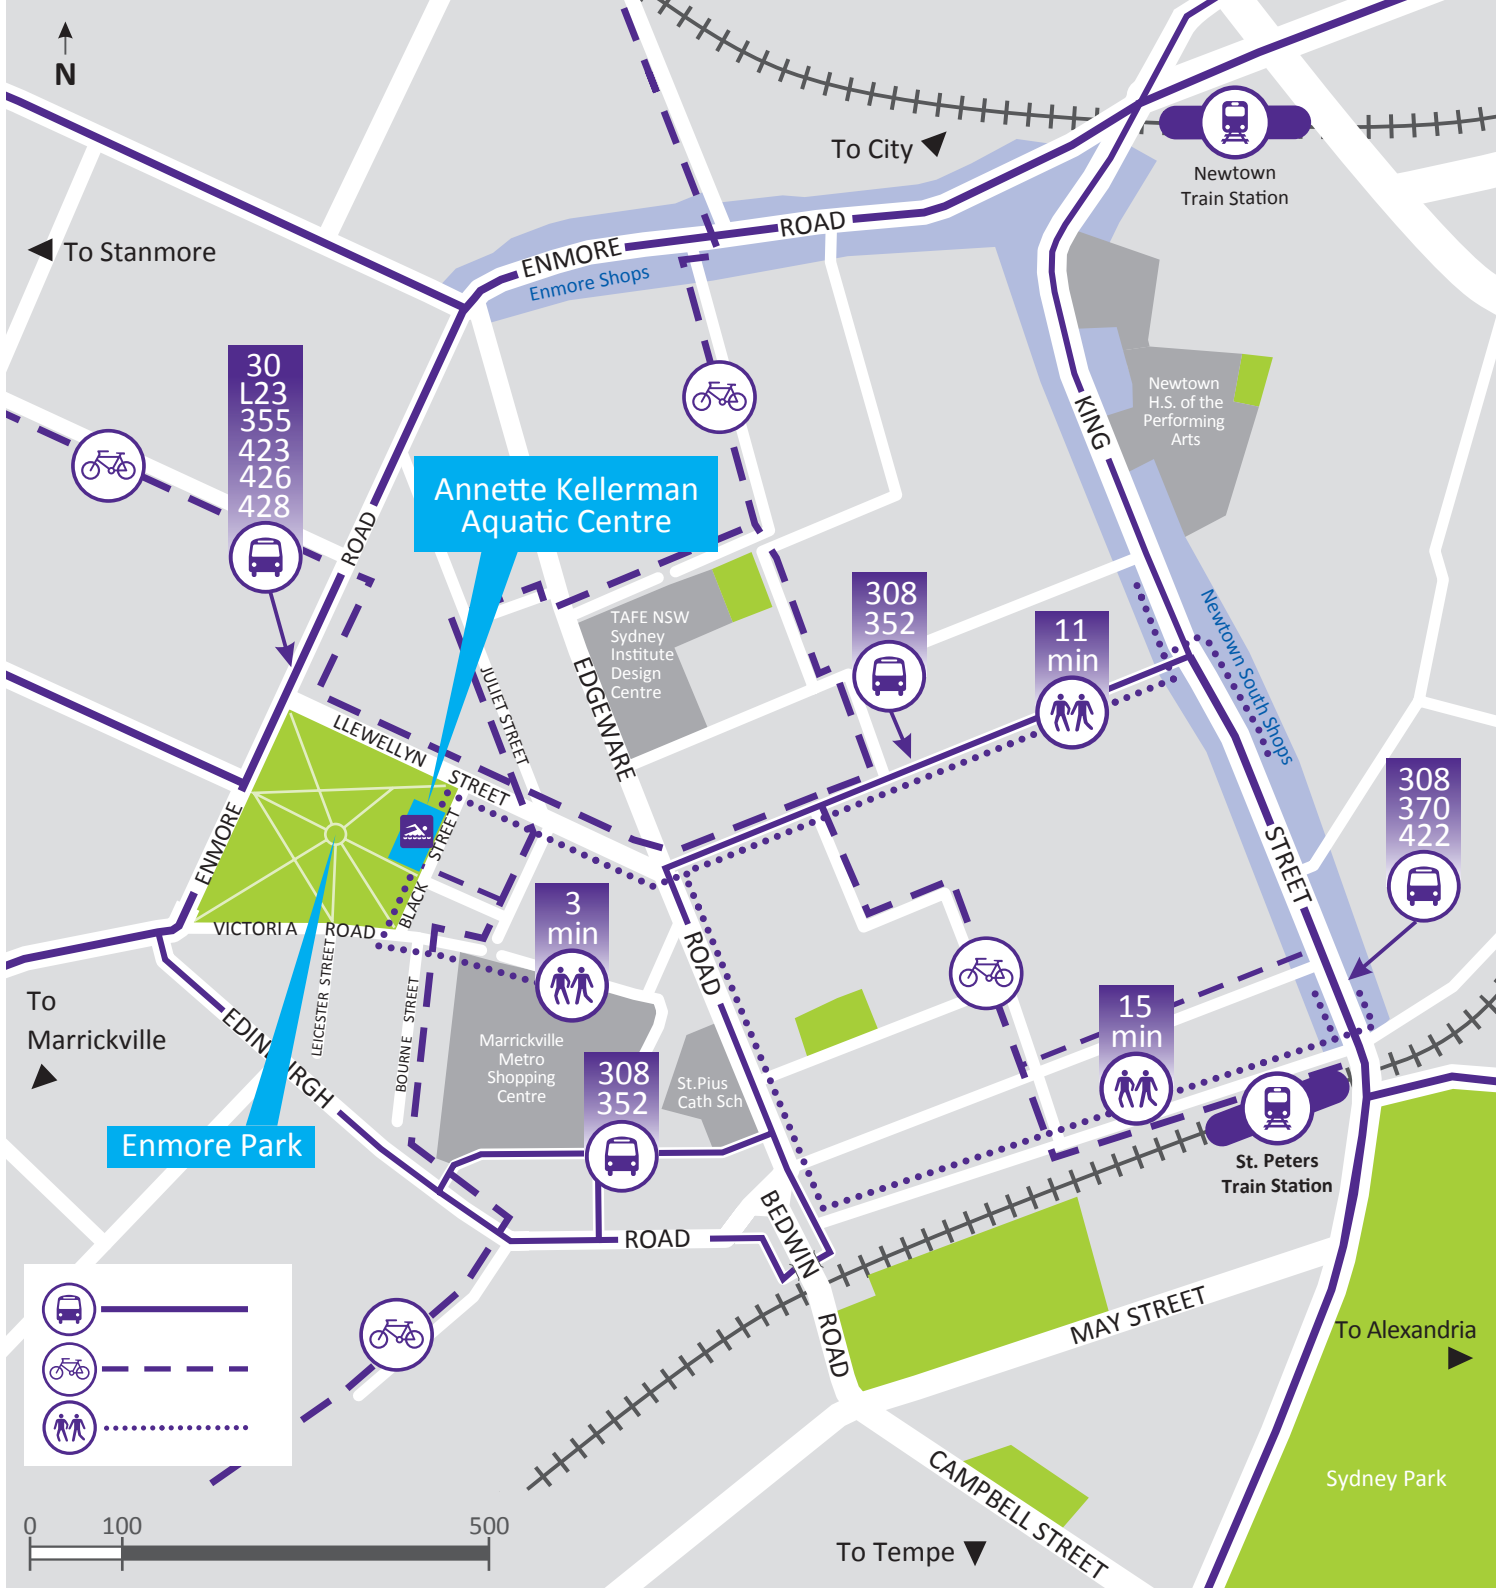 N
To City
Newtown
Train Station
To Stanmore
ENMORE
ROAD
Enmore Shops
30
L23
355
423
426
428
ROAD
Annette Kellerman
Aquatic Centre
KING
Newtown
H.S. of the
Performing
Arts
TAFE NSW
Sydney
Institute
Design
Centre
308
352
11
min
Newtown South Shops
JULIET STREET
EDGEWARE
LLEWELLYN
STREET
308
370
422
STREET
ENMORE
STREET
BLACK
VICTORIA
ROAD
3
min
ROAD
LEICESTER STREET
BOURNE STREET
To
Marrickville
EDINBURGH
Marrickville
Metro
Shopping
Centre
St.Pius
Cath Sch
308
352
15
min
Enmore Park
St. Peters
Train Station
ROAD
BEDWIN
ROAD
MAY STREET
To Alexandria
CAMPBELL STREET
Sydney Park
To Tempe
0
100
500